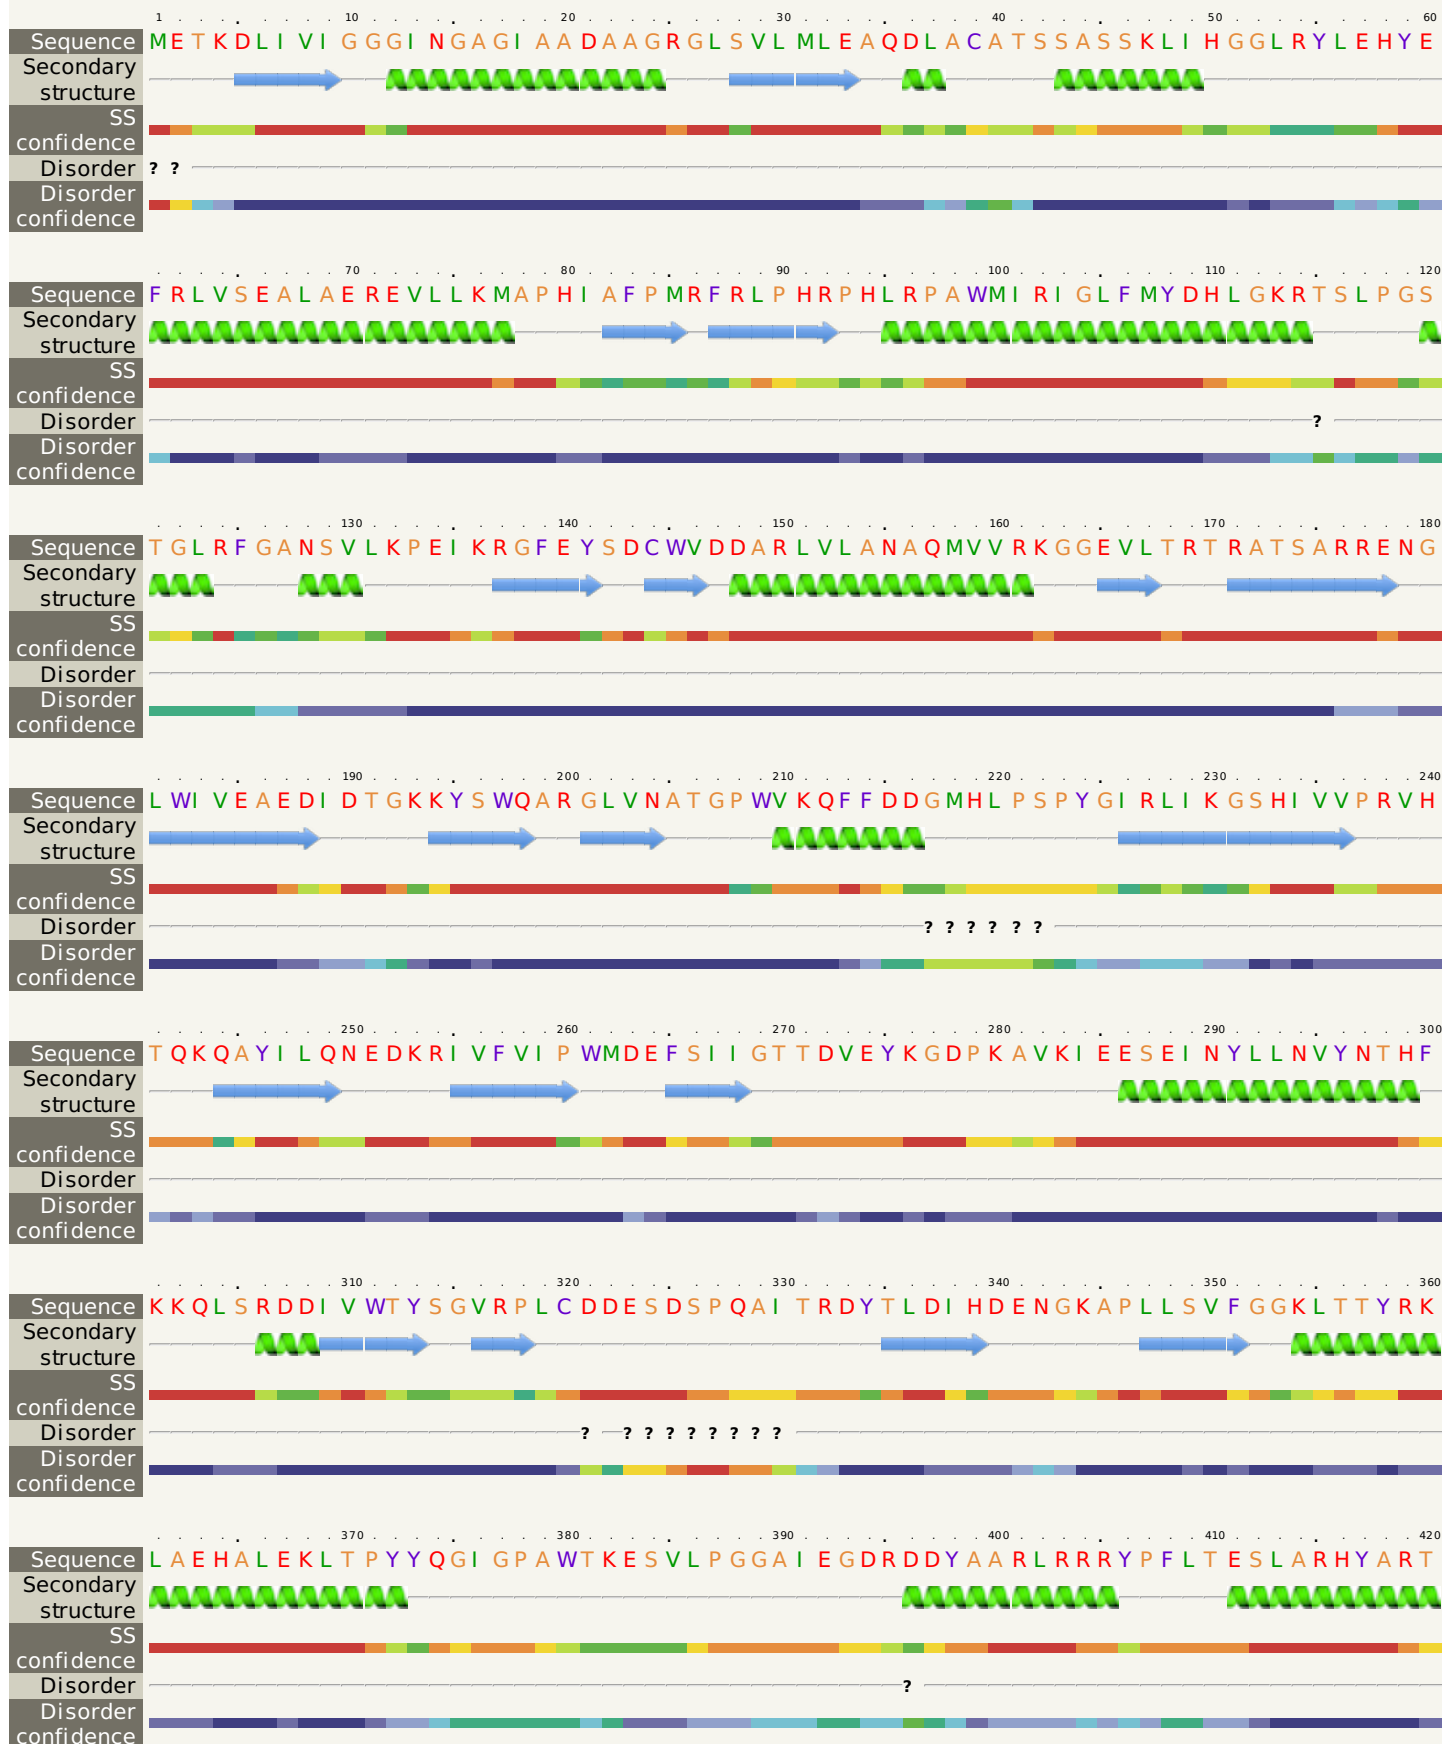 1 10 20 30 40 50 60
Sequence METKDLIVIGGGINGAGIAADAAGRGLSVLMLEAQDLACATSSASSKLIHGGLRYLEHYE
Secondary
structure
SS
confidence
Disorder ? ?
Disorder
confidence
70 80 90 100 110 120
Sequence FRLVSEALAEREVLLKMAPHIAFPMRFRLPHRPHLRPAWMIRIGLFMYDHLGKRTSLPGS
Secondary
structure
SS
confidence
Disorder ?
Disorder
confidence
130 140 150 160 170 180
Sequence TGLRFGANSVLKPEIKRGFEYSDCWVDDARLVLANAQMVVRKGGEVLTRTRATSARRENG
Secondary
structure
SS
confidence
Disorder
Disorder
confidence
190 200 210 220 230 240
Sequence LWIVEAEDIDTGKKYSWQARGLVNATGPWVKQFFDDGMHLPSPYGIRLIKGSHIVVPRVH
Secondary
structure
SS
confidence
Disorder ? ? ? ? ? ?
Disorder
confidence
250 260 270 280 290 300
Sequence TQKQAYILQNEDKRIVFVIPWMDEFSIIGTTDVEYKGDPKAVKIEESEINYLLNVYNTHF
Secondary
structure
SS
confidence
Disorder
Disorder
confidence
310 320 330 340 350 360
Sequence KKQLSRDDIVWTYSGVRPLCDDESDSPQAITRDYTLDIHDENGKAPLLSVFGGKLTTYRK
Secondary
structure
SS
confidence
Disorder ? ? ? ? ? ? ? ? ?
Disorder
confidence
370 380 390 400 410 420
Sequence LAEHALEKLTPYYQGIGPAWTKESVLPGGAIEGDRDDYAARLRRRYPFLTESLARHYART
Secondary
structure
SS
confidence
Disorder ?
Disorder
confidence